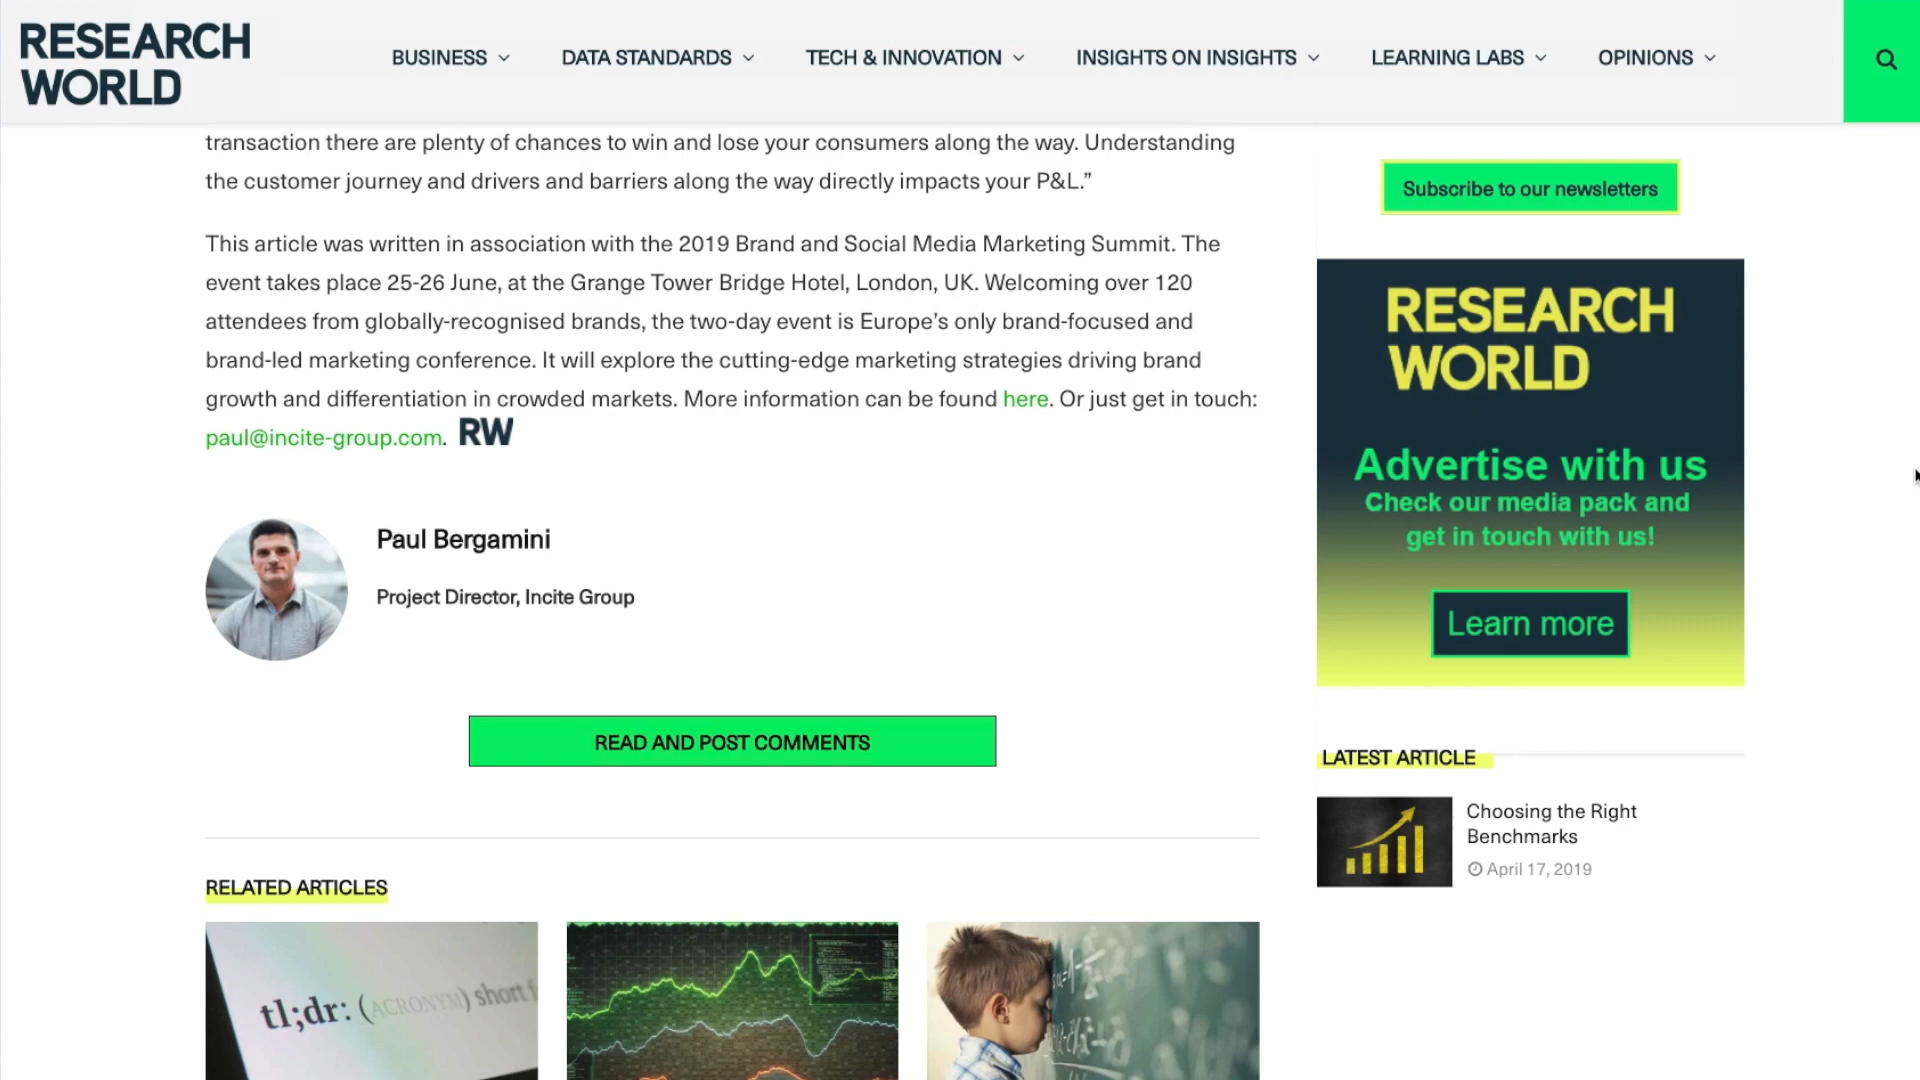 RESEARCH
WORLD
BUSINESS
DATA STANDARDS
TECH & INNOVATION
INSIGHTS ON INSIGHTS
LEARNING LABS
OPINIONS
transaction there are plenty of chances to win and lose your consumers along the way. Understanding
the customer journey and drivers and barriers along the way directly impacts your P&L.”
This article was written in association with the 2019 Brand and Social Media Marketing Summit. The
event takes place 25-26 June, at the Grange Tower Bridge Hotel, London, UK. Welcoming over 120
attendees from globally-recognised brands, the two-day event is Europe’s only brand-focused and
brand-led marketing conference. It will explore the cutting-edge marketing strategies driving brand
growth and differentiation in crowded markets. More information can be found here. Or just get in touch:
paul@incite-group.com. RW
Paul Bergamini
Project Director, Incite Group
READ AND POST COMMENTS
RELATED ARTICLES
tl;dr: (ACRONYM) short
Subscribe to our newsletters
RESEARCH
WORLD
Advertise with us
Check our media pack and
get in touch with us!
Learn more
LATEST ARTICLE
Choosing the Right
Benchmarks
April 17, 2019